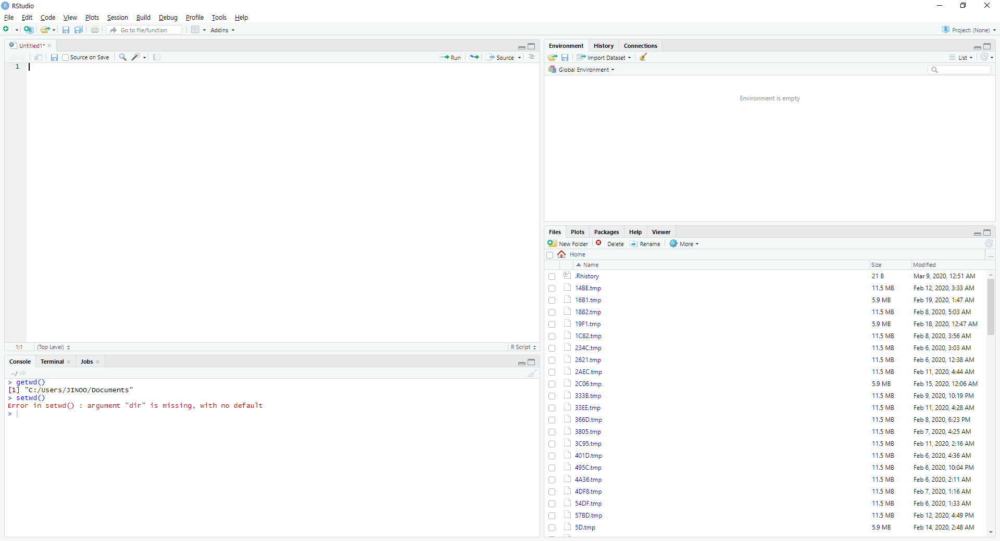 RStudio
File Edit Code View Plots Session Build Debug Profile Tools Help
Go to file/function Addins Project: (None)
Untitled1*
Source on Save Run Source
1
1:1 (Top Level) R Script
Console Terminal Jobs
~/
> getwd()
[1] "C:/Users/JINOO/Documents"
> setwd()
Error in setwd() : argument "dir" is missing, with no default
>
Environment History Connections
Import Dataset List
Global Environment
Environment is empty
Files Plots Packages Help Viewer
New Folder Delete Rename More
Home ...
Name Size Modified
.Rhistory 21 B Mar 9, 2020, 12:51 AM
14BE.tmp 11.5 MB Feb 12, 2020, 3:33 AM
16B1.tmp 5.9 MB Feb 19, 2020, 1:47 AM
1882.tmp 11.5 MB Feb 8, 2020, 5:03 AM
19F1.tmp 5.9 MB Feb 18, 2020, 12:47 AM
1C82.tmp 11.5 MB Feb 8, 2020, 3:56 AM
234C.tmp 11.5 MB Feb 6, 2020, 3:03 AM
2621.tmp 11.5 MB Feb 6, 2020, 12:38 AM
2AEC.tmp 11.5 MB Feb 11, 2020, 4:44 AM
2C06.tmp 5.9 MB Feb 15, 2020, 12:06 AM
333B.tmp 11.5 MB Feb 9, 2020, 10:19 PM
33EE.tmp 11.5 MB Feb 11, 2020, 4:28 AM
366D.tmp 11.5 MB Feb 8, 2020, 6:23 PM
3805.tmp 11.5 MB Feb 7, 2020, 4:25 AM
3C95.tmp 11.5 MB Feb 11, 2020, 2:16 AM
401D.tmp 11.5 MB Feb 6, 2020, 4:36 AM
495C.tmp 11.5 MB Feb 6, 2020, 10:04 PM
4A36.tmp 11.5 MB Feb 6, 2020, 2:11 AM
4DF8.tmp 11.5 MB Feb 7, 2020, 1:16 AM
54DF.tmp 11.5 MB Feb 6, 2020, 1:33 AM
57BD.tmp 11.5 MB Feb 12, 2020, 4:49 PM
5D.tmp 5.9 MB Feb 14, 2020, 2:48 AM